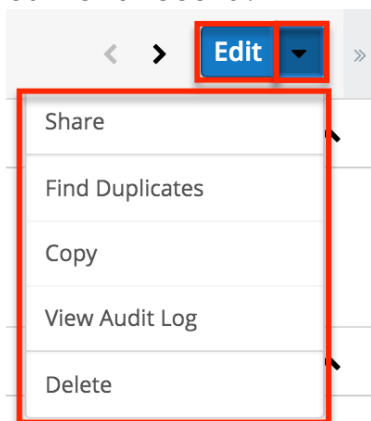 Edit
Share
Find Duplicates
Copy
View Audit Log
Delete